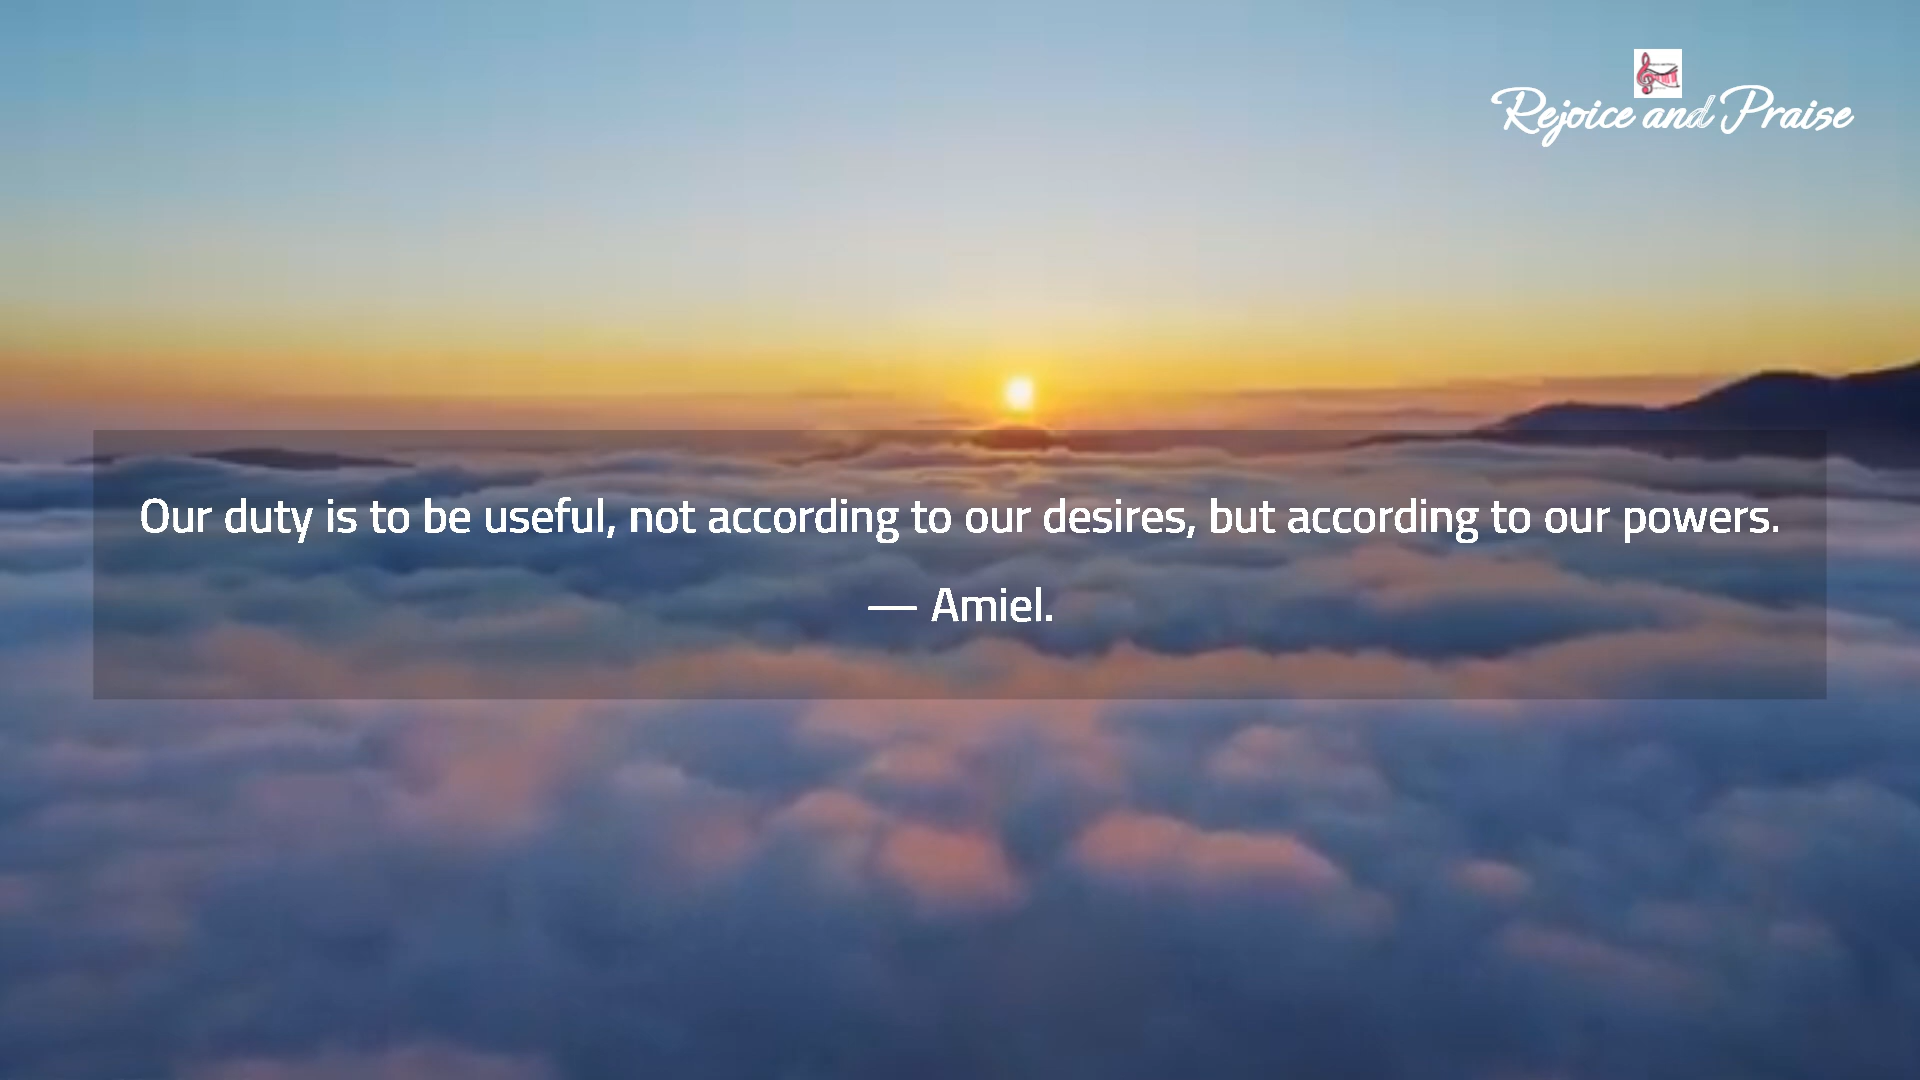 Rejoice and Praise
Our duty is to be useful, not according to our desires, but according to our powers.
— Amiel.